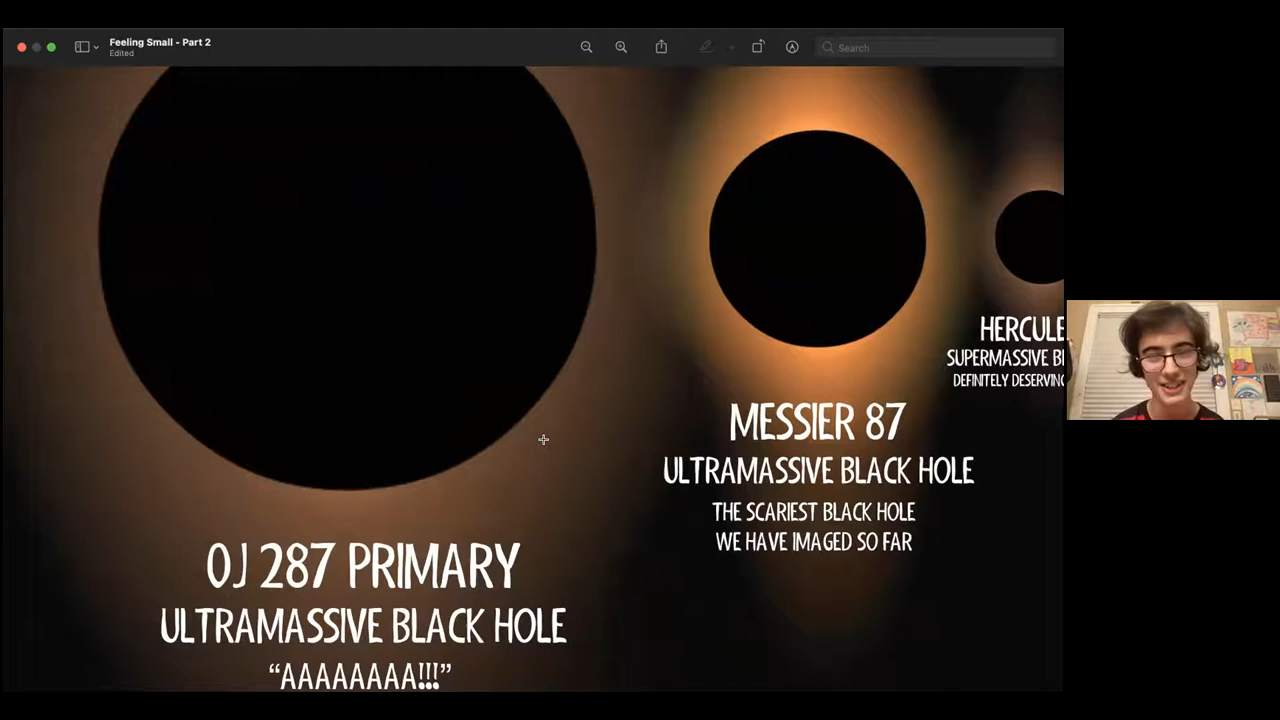 Feeling Small - Part 2
Edited
Search
HERCULE
SUPERMASSIVE B
DEFINITELY DESERVING
MESSIER 87
ULTRAMASSIVE BLACK HOLE
THE SCARIEST BLACK HOLE
WE HAVE IMAGED SO FAR
OJ 287 PRIMARY
ULTRAMASSIVE BLACK HOLE
“AAAAAAAA!!!”